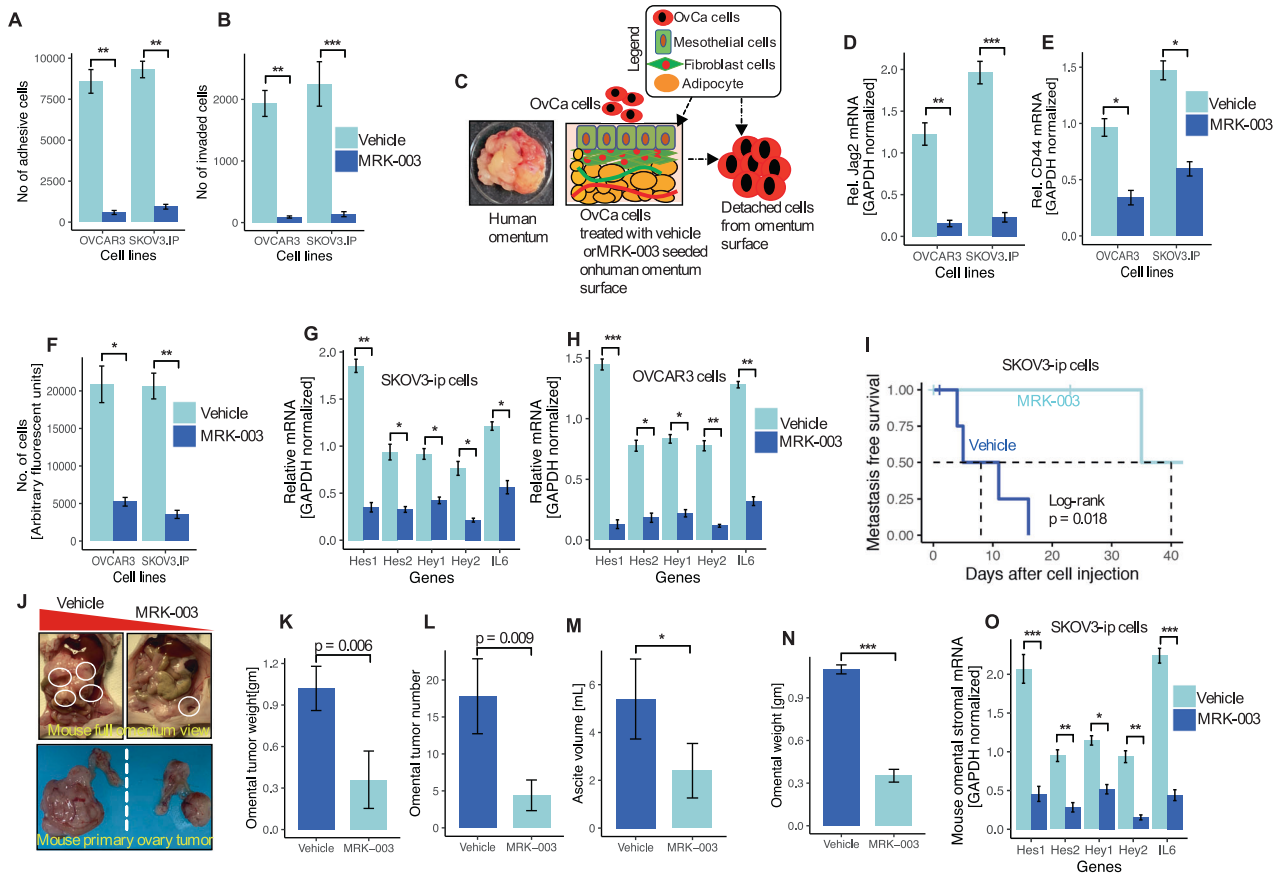 A
No of adhesive cells
10000
7500
5000
2500
0
**
**
OVCAR3 SKOV3.IP
Cell lines
B
No of invaded cells
2000
1000
0
**
***
OVCAR3 SKOV3.IP
Cell lines
Vehicle
MRK-003
C
Legend
OvCa cells
Mesothelial cells
Fibroblast cells
Adipocyte
OvCa cells
Human
omentum
OvCa cells
treated with vehicle
orMRK-003 seeded
onhuman omentum
surface
Detached cells
from omentum
surface
D
Rel. Jag2 mRNA
[GAPDH normalized]
2.0
1.5
1.0
0.5
0.0
**
***
OVCAR3
SKOV3.IP
Cell lines
E
Rel. CD44 mRNA
[GAPDH normalized]
1.5
1.0
0.5
0.0
*
*
OVCAR3
SKOV3.IP
Cell lines
Vehicle
MRK-003
F
No. of cells
[Arbitrary fluorescent units]
20000
15000
10000
5000
0
*
**
OVCAR3 SKOV3.IP
Cell lines
Vehicle
MRK-003
G
Relative mRNA
[GAPDH normalized]
2.0
1.5
1.0
0.5
0.0
SKOV3-ip cells
**
*
*
*
*
Hes1 Hes2 Hey1 Hey2 IL6
Genes
H
Relative mRNA
[GAPDH normalized]
1.5
1.0
0.5
0.0
OVCAR3 cells
***
*
*
**
**
Hes1 Hes2 Hey1 Hey2 IL6
Genes
Vehicle
MRK-003
I
SKOV3-ip cells
Metastasis free survival
1.00
0.75
0.50
0.25
0.00
MRK-003
Vehicle
Log-rank
p = 0.018
0 10 20 30 40
Days after cell injection
J
Vehicle
MRK-003
Mouse full omentum view
Mouse primary ovary tumor
K
Omental tumor weight[gm]
1.2
0.9
0.6
0.3
0.0
p = 0.006
Vehicle MRK-003
L
Omental tumor number
20
15
10
5
0
p = 0.009
Vehicle MRK-003
M
Ascite volume [mL]
6
4
2
0
*
Vehicle MRK-003
N
Omental weight [gm]
0.9
0.6
0.3
0.0
***
Vehicle MRK-003
O
Mouse omental stromal mRNA
[GAPDH normalized]
2.0
1.5
1.0
0.5
0.0
SKOV3-ip cells
***
**
*
**
***
Hes1 Hes2 Hey1 Hey2 IL6
Genes
Vehicle
MRK-003